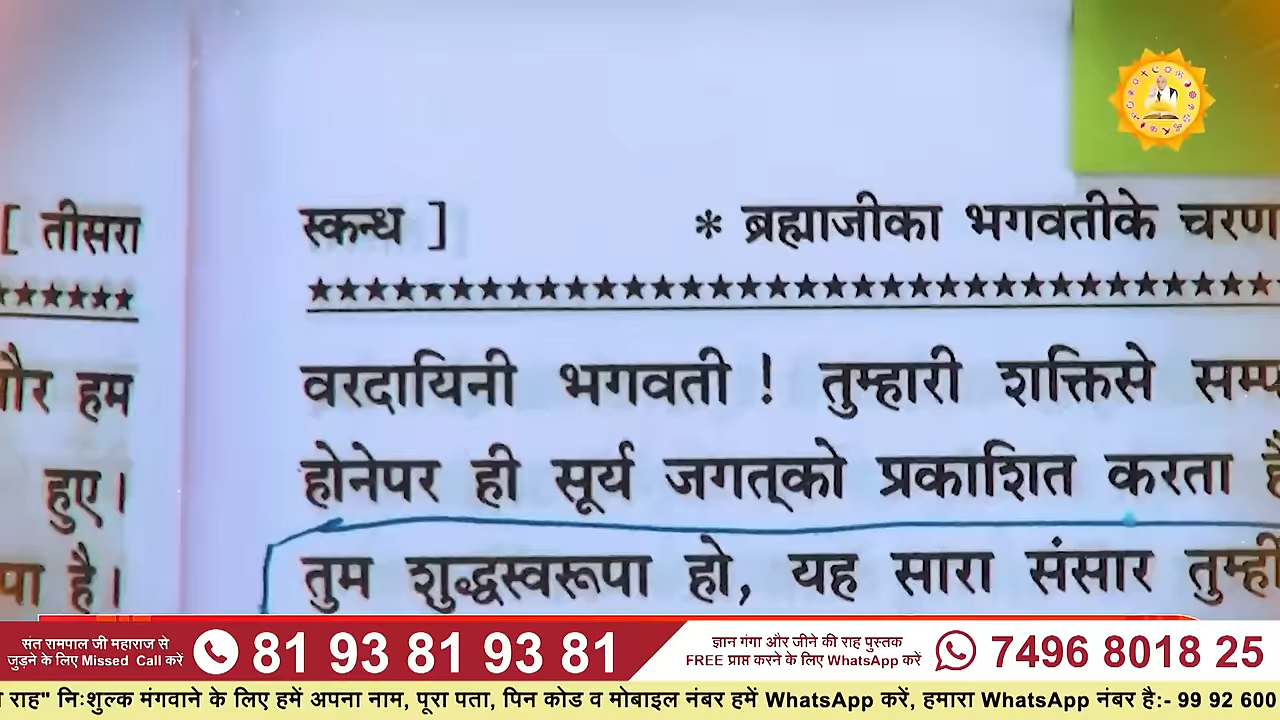 [ तीसरा
स्कन्ध ] * ब्रह्माजीका भगवतीके चरण
हम
हुए।
है।
वरदायिनी भगवती ! तुम्हारी शक्तिसे
होनेपर ही सूर्य जगत्‌को प्रकाशित करता
तुम शुद्धस्वरूपा हो, यह सारा संसार
संत रामपाल जी महाराज से
जुड़ने के लिए Missed Call करें
81 93 81 93 81
ज्ञान गंगा और जीने की राह पुस्तक
FREE प्राप्त करने के लिए WhatsApp करें
7496 8018 25
राह" निःशुल्क मंगवाने के लिए हमें अपना नाम, पूरा पता, पिन कोड व मोबाइल नंबर हमें WhatsApp करें, हमारा WhatsApp नंबर है:- 99 92 600